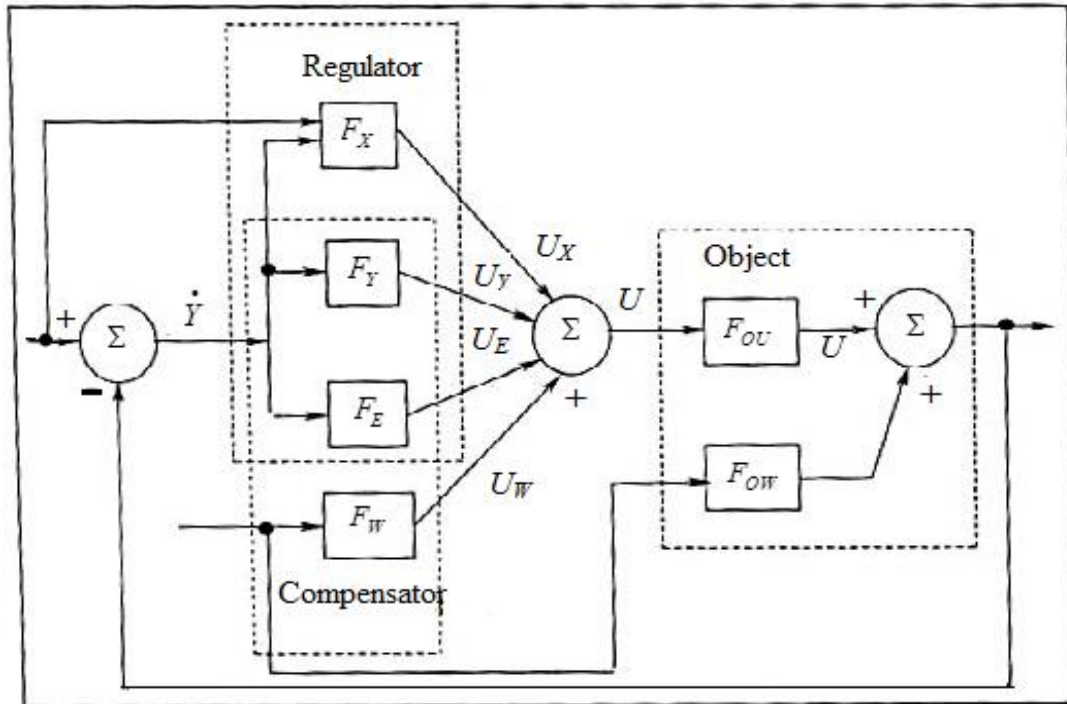 Regulator
F_X
U_X
F_Y
U_Y
Object
+
Σ
Ẏ
U_E
Σ
U
F_OU
U
+
Σ
-
+
+
F_E
U_W
F_OW
F_W
Compensator